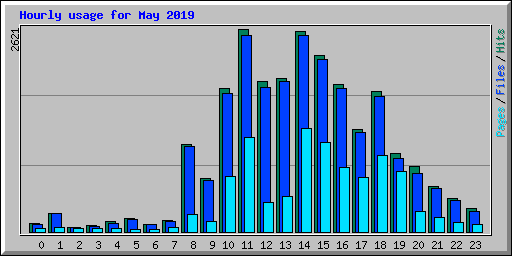 Hourly usage for May 2019
2621
Pages / Files / Hits
0 1 2 3 4 5 6 7 8 9 10 11 12 13 14 15 16 17 18 19 20 21 22 23